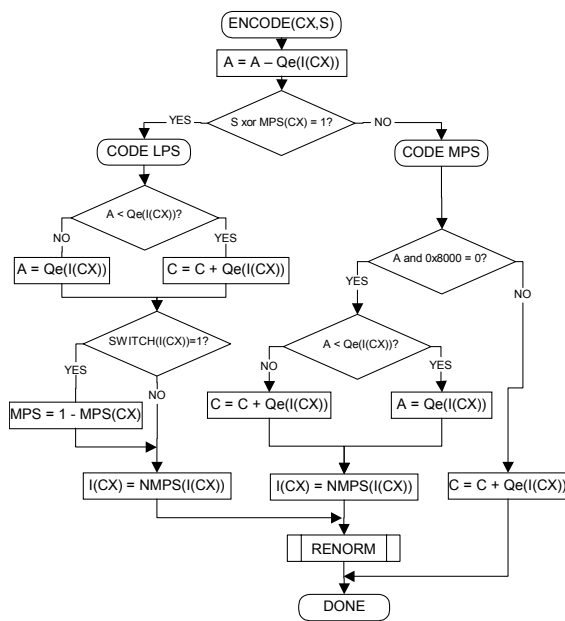 ENCODE(CX,S)
A = A – Qe(I(CX))
S xor MPS(CX) = 1?
YES
NO
CODE LPS
CODE MPS
A < Qe(I(CX))?
NO
YES
A = Qe(I(CX))
C = C + Qe(I(CX))
A and 0x8000 = 0?
YES
NO
SWITCH(I(CX))=1?
YES
NO
A < Qe(I(CX))?
NO
YES
MPS = 1 - MPS(CX)
C = C + Qe(I(CX))
A = Qe(I(CX))
I(CX) = NMPS(I(CX))
I(CX) = NMPS(I(CX))
C = C + Qe(I(CX))
RENORM
DONE